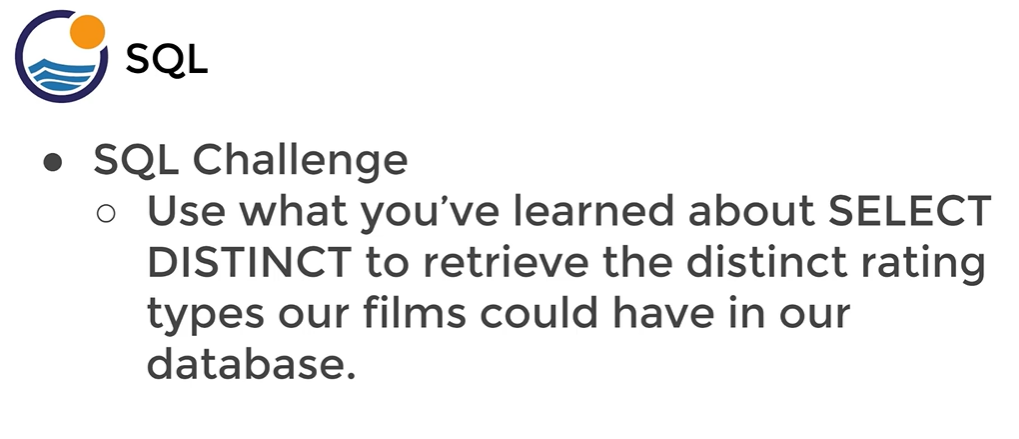 SQL
● SQL Challenge
○ Use what you’ve learned about SELECT
DISTINCT to retrieve the distinct rating
types our films could have in our
database.